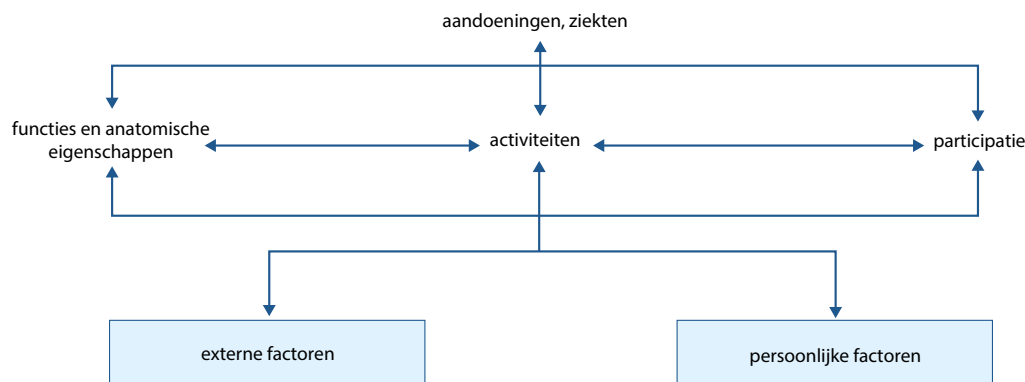 aandoeningen, ziekten
functies en anatomische
eigenschappen
activiteiten
participatie
externe factoren
persoonlijke factoren